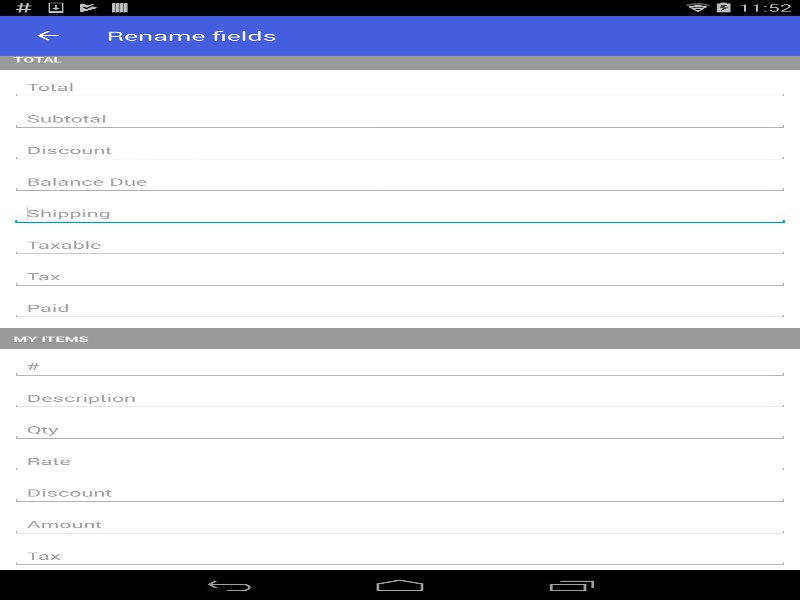 11:52
Rename fields
TOTAL
Total
Subtotal
Discount
Balance Due
Shipping
Taxable
Tax
Paid
MY ITEMS
#
Description
Qty
Rate
Discount
Amount
Tax